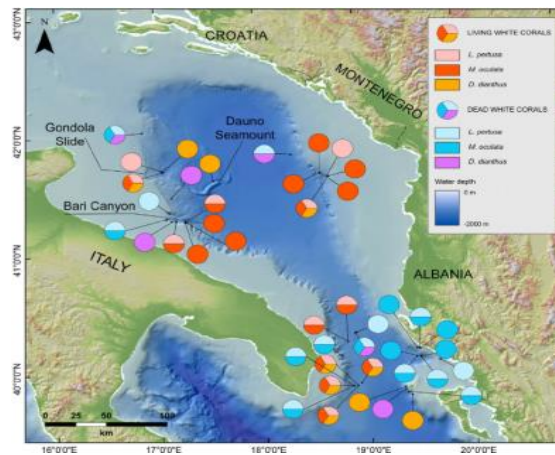 43°0'0"N
42°0'0"N
41°0'0"N
40°0'0"N
N
CROATIA
MONTENEGRO
Gondola
Slide
Dauno
Seamount
Bari Canyon
ITALY
ALBANIA
LIVING WHITE CORALS
L. pertusa
M. oculata
D. dianthus
DEAD WHITE CORALS
L. pertusa
M. oculata
D. dianthus
Water depth
0 m
-2000 m
0 25 50 100
km
16°0'0"E 17°0'0"E 18°0'0"E 19°0'0"E 20°0'0"E